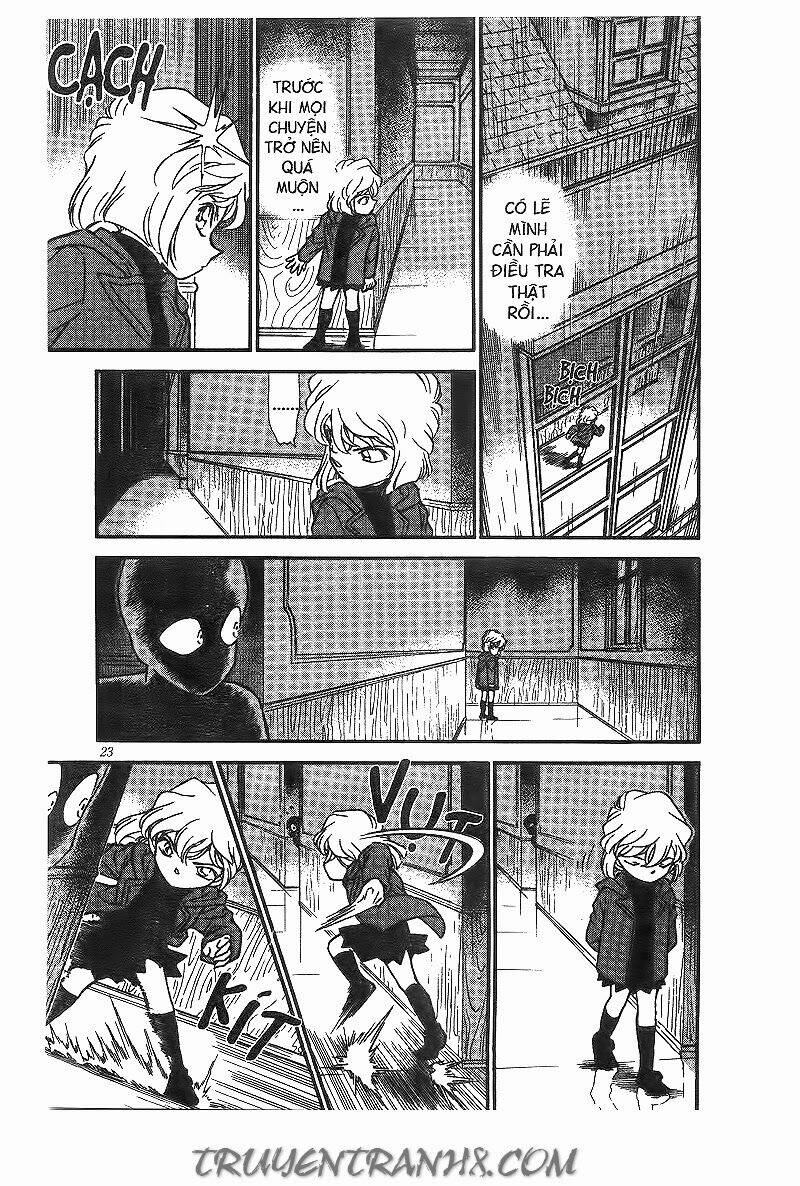 CÓ LẼ
MÌNH
CẦN PHẢI
ĐIỀU TRA
THẬT
RỒI...
BỊCH
BỊCH
TRƯỚC
KHI MỌI
CHUYỆN
TRỞ NÊN
QUÁ
MUỘN
...
CẠCH
.........
23
VỤT
KÍT
TRUYENTRANH8.COM